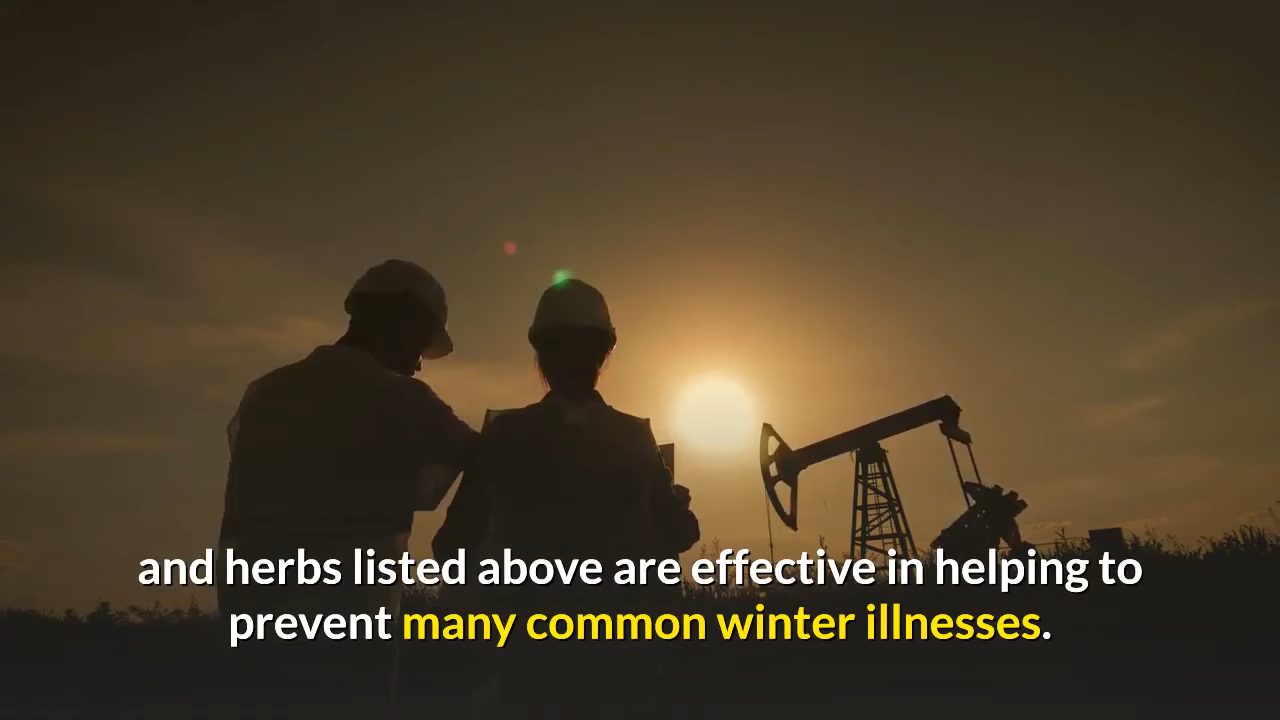 and herbs listed above are effective in helping to
prevent many common winter illnesses.